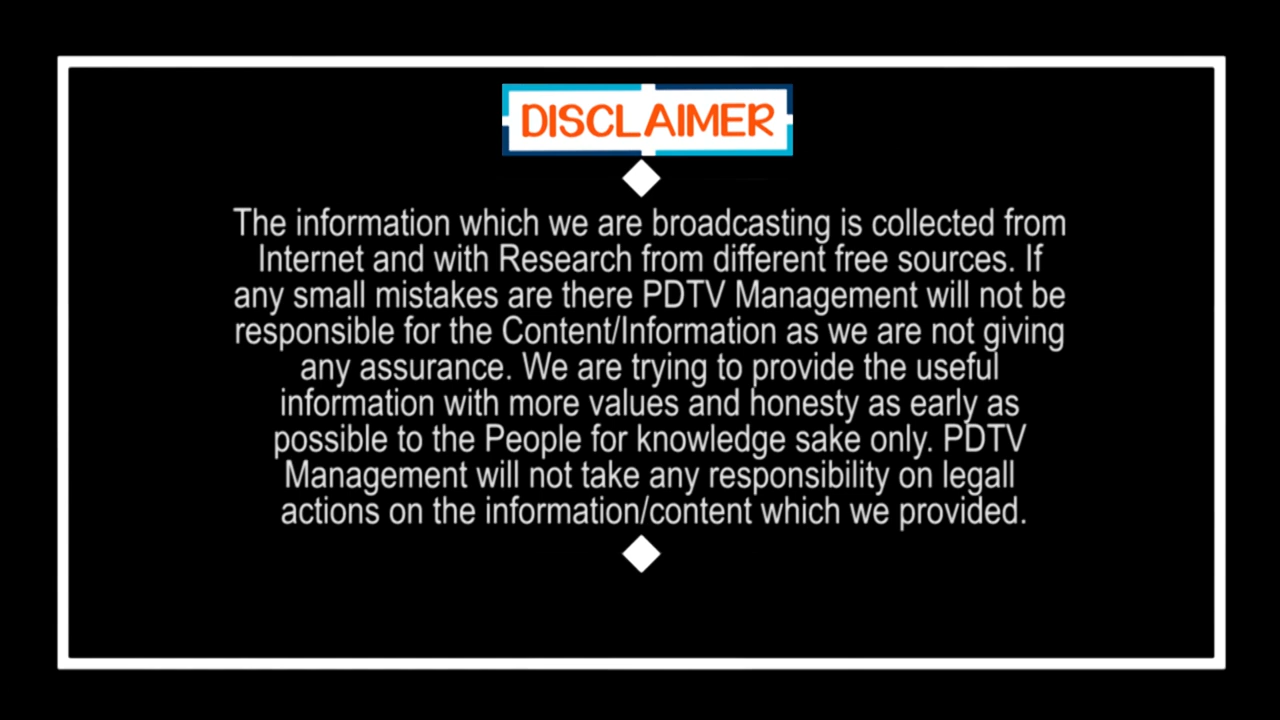 DISCLAIMER
The information which we are broadcasting is collected from
Internet and with Research from different free sources. If
any small mistakes are there PDTV Management will not be
responsible for the Content/Information as we are not giving
any assurance. We are trying to provide the useful
information with more values and honesty as early as
possible to the People for knowledge sake only. PDTV
Management will not take any responsibility on legall
actions on the information/content which we provided.